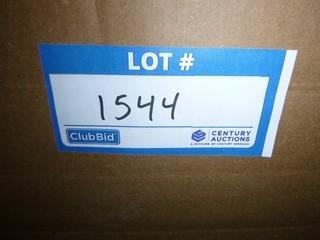 LOT #
1544
ClubBid
CENTURY
AUCTIONS
A DIVISION OF CENTURY SERVICES